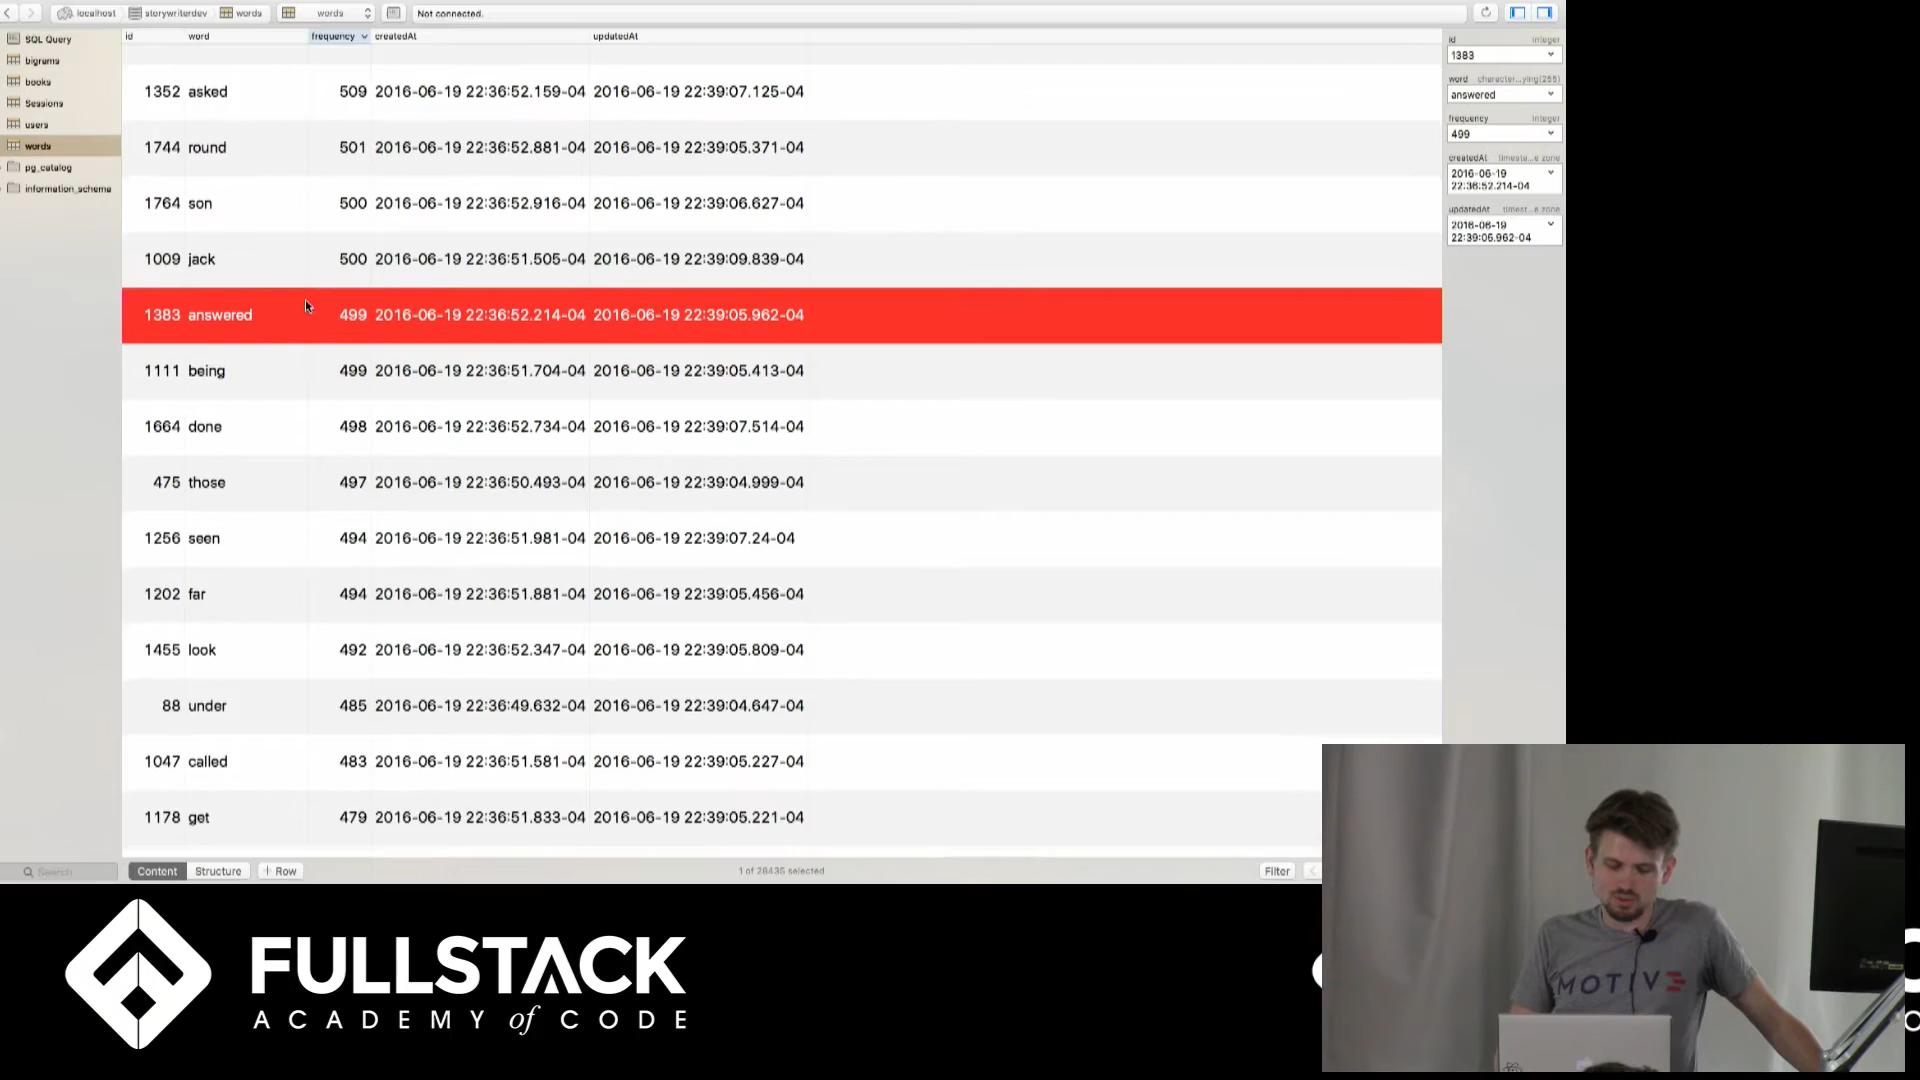 localhost storywriterdev words words Not connected.
SQL Query
bigrams
books
Sessions
users
words
pg_catalog
information_schema
id word frequency createdAt updatedAt
1352 asked 509 2016-06-19 22:36:52.159-04 2016-06-19 22:39:07.125-04
1744 round 501 2016-06-19 22:36:52.881-04 2016-06-19 22:39:05.371-04
1764 son 500 2016-06-19 22:36:52.916-04 2016-06-19 22:39:06.627-04
1009 jack 500 2016-06-19 22:36:51.505-04 2016-06-19 22:39:09.839-04
1383 answered 499 2016-06-19 22:36:52.214-04 2016-06-19 22:39:05.962-04
1111 being 499 2016-06-19 22:36:51.704-04 2016-06-19 22:39:05.413-04
1664 done 498 2016-06-19 22:36:52.734-04 2016-06-19 22:39:07.514-04
475 those 497 2016-06-19 22:36:50.493-04 2016-06-19 22:39:04.999-04
1256 seen 494 2016-06-19 22:36:51.981-04 2016-06-19 22:39:07.24-04
1202 far 494 2016-06-19 22:36:51.881-04 2016-06-19 22:39:05.456-04
1455 look 492 2016-06-19 22:36:52.347-04 2016-06-19 22:39:05.809-04
88 under 485 2016-06-19 22:36:49.632-04 2016-06-19 22:39:04.647-04
1047 called 483 2016-06-19 22:36:51.581-04 2016-06-19 22:39:05.227-04
1178 get 479 2016-06-19 22:36:51.833-04 2016-06-19 22:39:05.221-04
id integer
1383
word character...ying(255)
answered
frequency integer
499
createdAt timesta...e zone
2016-06-19
22:36:52.214-04
updatedAt timest...e zone
2016-06-19
22:39:05.962-04
Search Content Structure + Row 1 of 28435 selected Filter
FULLSTACK
ACADEMY of CODE
MOTIVE